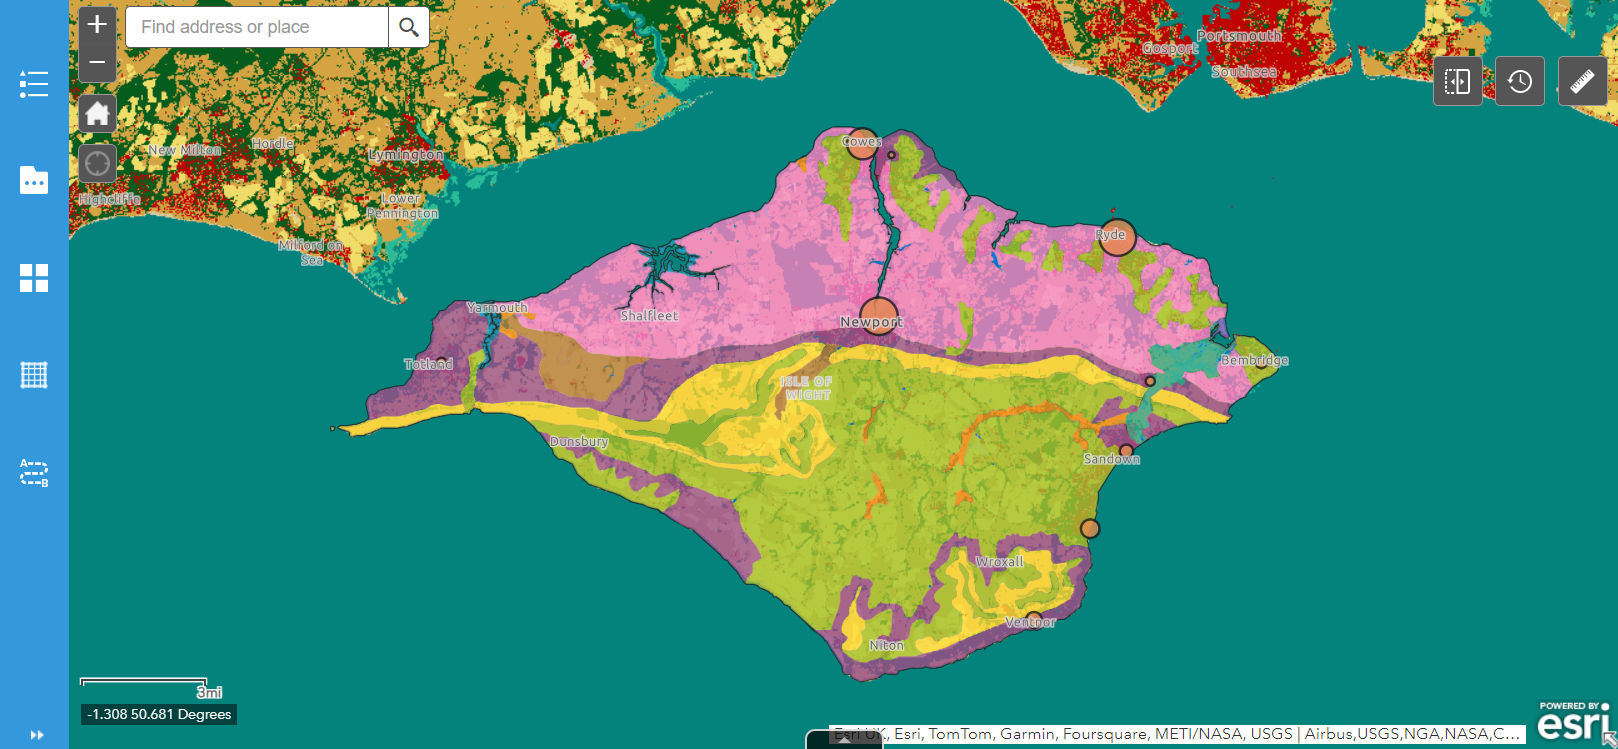 +
Find address or place
−
Portsmouth
Gosport
Southsea
New Milton
Hordle
Lymington
Highcliffe
Lower
Pennington
Milford on
Sea
Cowes
Ryde
Yarmouth
Shalfleet
Newport
Totland
Bembridge
ISLE OF
WIGHT
Dunsbury
Sandown
Wroxall
Ventnor
Niton
A
B
3mi
-1.308 50.681 Degrees
Esri UK, Esri, TomTom, Garmin, Foursquare, METI/NASA, USGS | Airbus,USGS,NGA,NASA,C...
POWERED BY
esri